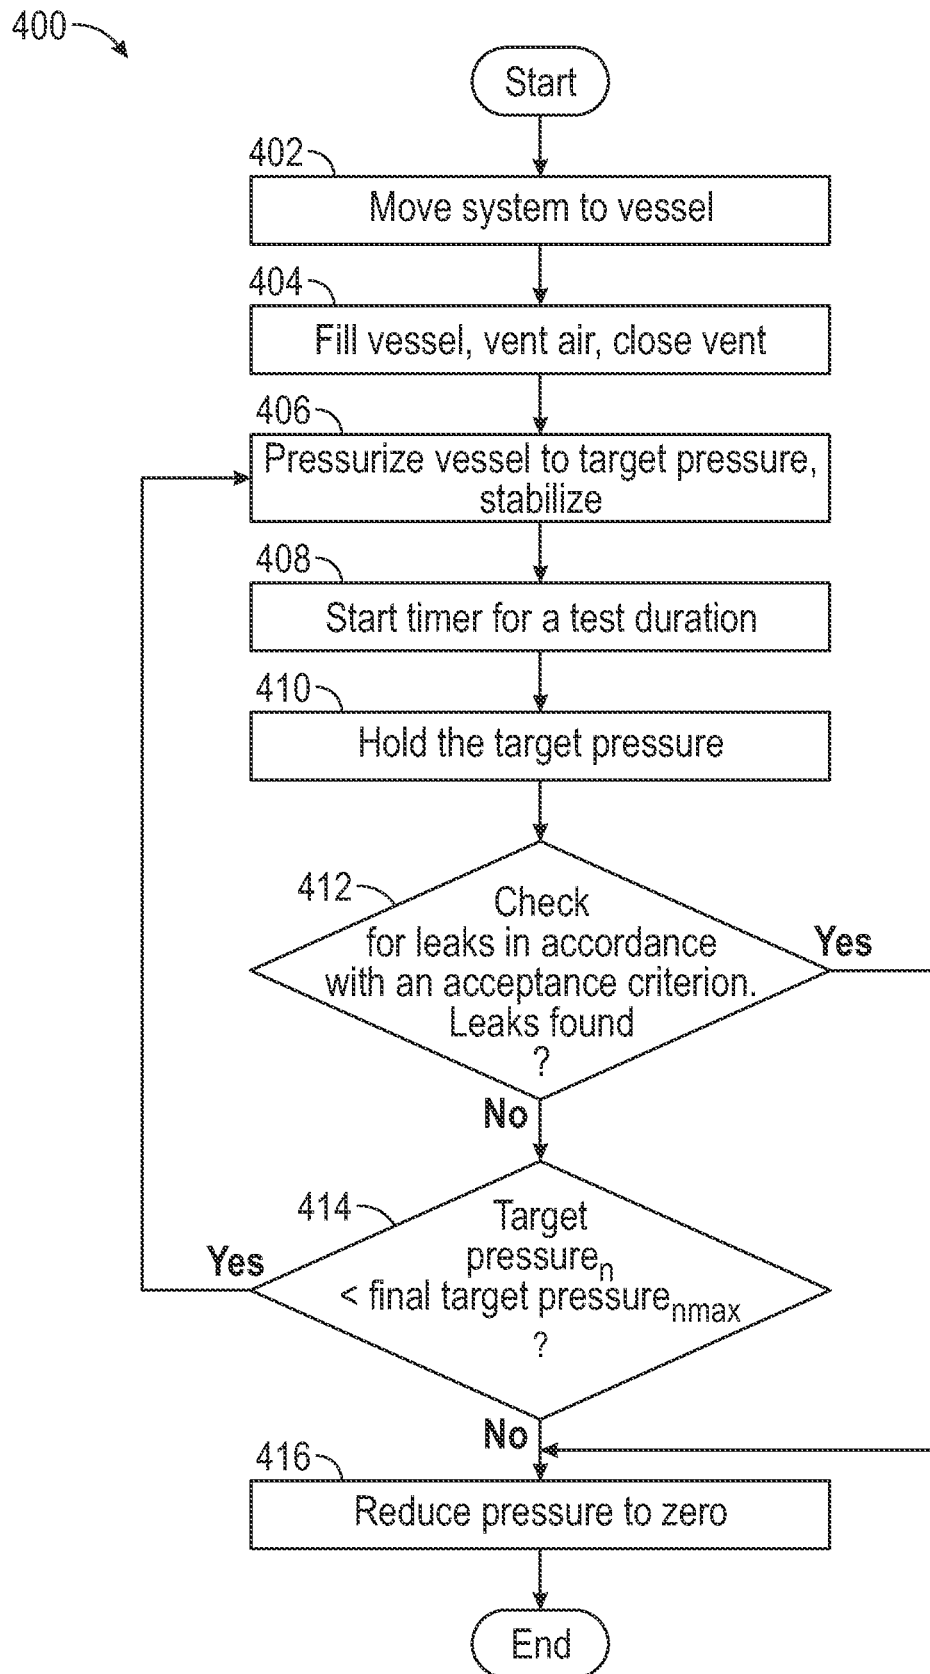 400
Start
402
Move system to vessel
404
Fill vessel, vent air, close vent
406
Pressurize vessel to target pressure,
stabilize
408
Start timer for a test duration
410
Hold the target pressure
412
Check
for leaks in accordance
with an acceptance criterion.
Leaks found
?
Yes
No
414
Target
pressureₙ
< final target pressureₙₘₐₓ
?
Yes
No
416
Reduce pressure to zero
End